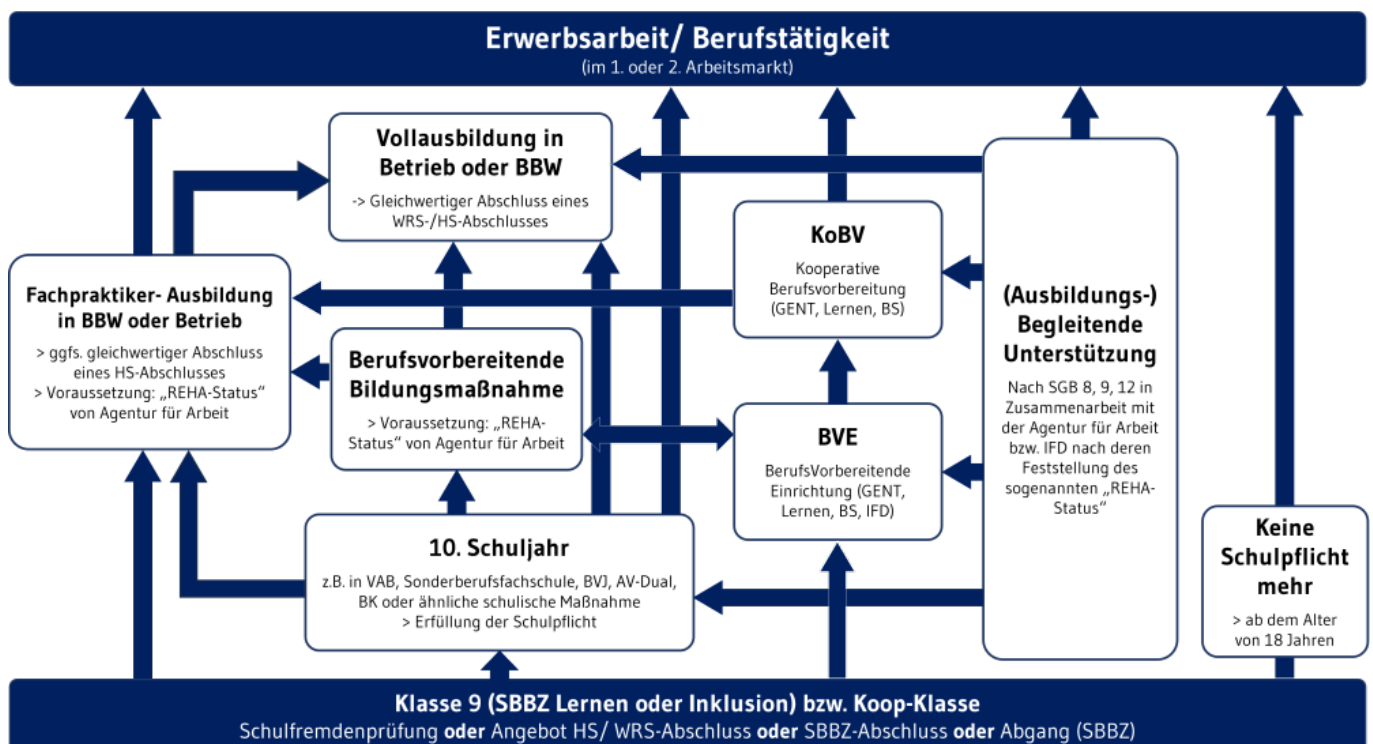 Erwerbsarbeit/ Berufstätigkeit
(im 1. oder 2. Arbeitsmarkt)
Vollausbildung in
Betrieb oder BBW
-> Gleichwertiger Abschluss eines
WRS-/HS-Abschlusses
KoBV
Kooperative
Berufsvorbereitung
(GENT, Lernen, BS)
(Ausbildungs-)
Begleitende
Unterstützung
Nach SGB 8, 9, 12 in
Zusammenarbeit mit
der Agentur für Arbeit
bzw. IFD nach deren
Feststellung des
sogenannten „REHA-
Status“
Fachpraktiker- Ausbildung
in BBW oder Betrieb
> ggfs. gleichwertiger Abschluss
eines HS-Abschlusses
> Voraussetzung: „REHA-Status“
von Agentur für Arbeit
Berufsvorbereitende
Bildungsmaßnahme
> Voraussetzung: „REHA-
Status“ von Agentur für Arbeit
BVE
BerufsVorbereitende
Einrichtung (GENT,
Lernen, BS, IFD)
Keine
Schulpflicht
mehr
> ab dem Alter
von 18 Jahren
10. Schuljahr
z.B. in VAB, Sonderberufsfachschule, BVJ, AV-Dual,
BK oder ähnliche schulische Maßnahme
> Erfüllung der Schulpflicht
Klasse 9 (SBBZ Lernen oder Inklusion) bzw. Koop-Klasse
Schulfremdenprüfung oder Angebot HS/ WRS-Abschluss oder SBBZ-Abschluss oder Abgang (SBBZ)